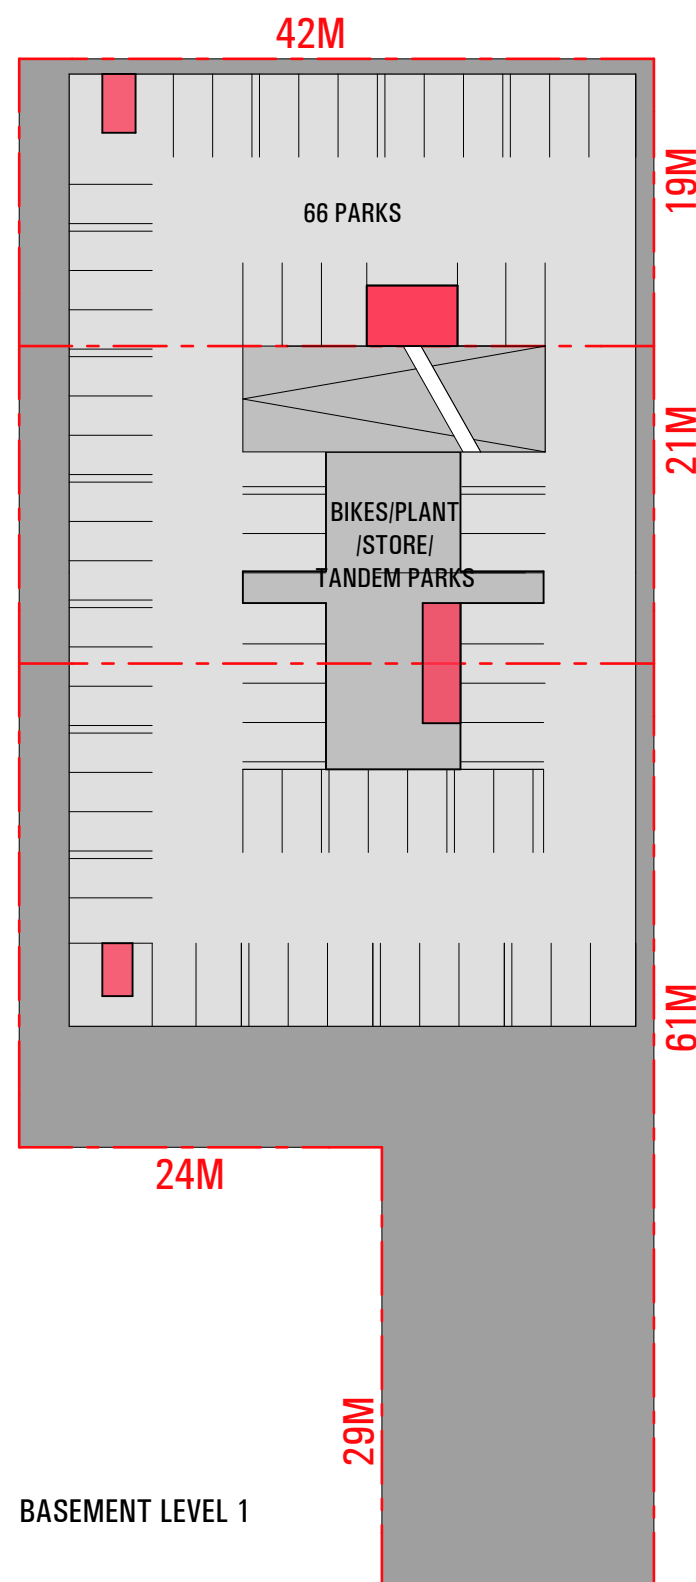 42M
19M
66 PARKS
21M
BIKES/PLANT
/STORE/
TANDEM PARKS
61M
24M
29M
BASEMENT LEVEL 1